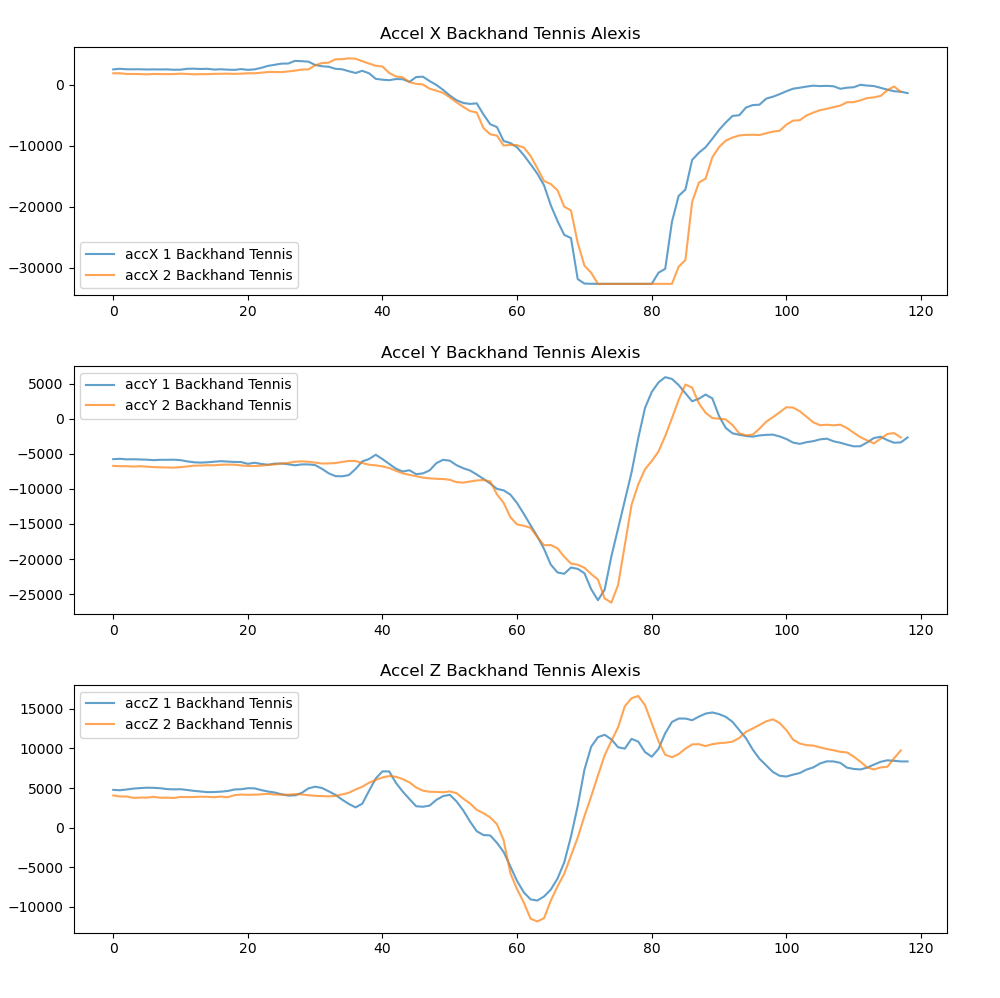 Accel X Backhand Tennis Alexis
0
−10000
−20000
−30000
accX 1 Backhand Tennis
accX 2 Backhand Tennis
0 20 40 60 80 100 120
Accel Y Backhand Tennis Alexis
accY 1 Backhand Tennis
accY 2 Backhand Tennis
5000
0
−5000
−10000
−15000
−20000
−25000
0 20 40 60 80 100 120
Accel Z Backhand Tennis Alexis
accZ 1 Backhand Tennis
accZ 2 Backhand Tennis
15000
10000
5000
0
−5000
−10000
0 20 40 60 80 100 120